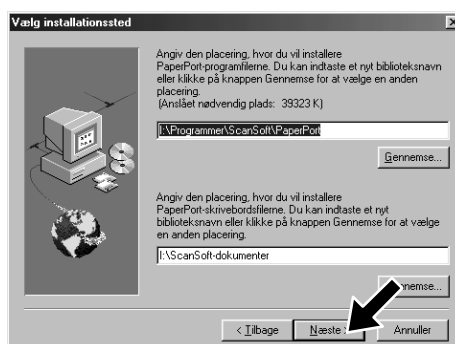 Vælg installationssted
Angiv den placering, hvor du vil installere
PaperPort-programfilerne. Du kan indtaste et nyt biblioteksnavn
eller klikke på knappen Gennemse for at vælge en anden
placering.
(Anslået nødvendig plads: 39323 K)
I:\Programmer\ScanSoft\PaperPort
Gennemse...
Angiv den placering, hvor du vil installere
PaperPort-skrivebordsfilerne. Du kan indtaste et nyt
biblioteksnavn eller klikke på knappen Gennemse for at vælge
en anden placering.
I:\ScanSoft-dokumenter
nnemse...
< Tilbage Næste > Annuller